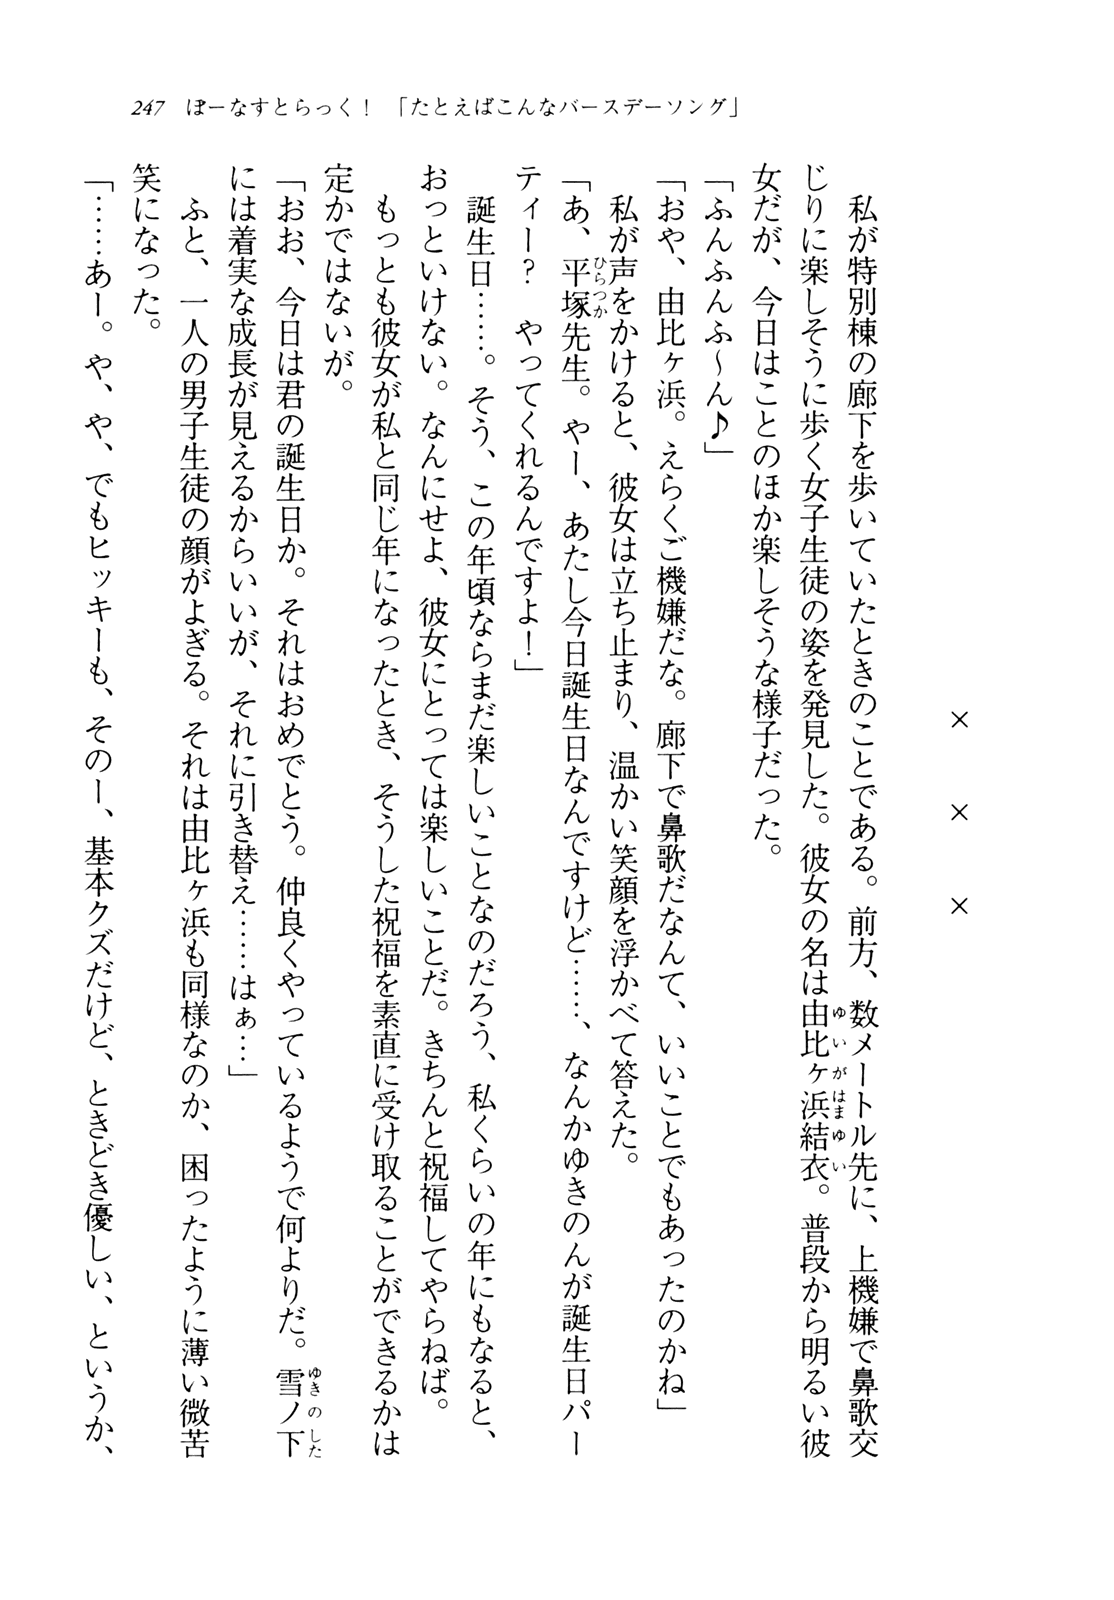 247 ぼーなすとらっく！ 「たとえばこんなバースデーソング」
× × ×
　私が特別棟の廊下を歩いていたときのことである。前方、数メートル先に、上機嫌で鼻歌交
じりに楽しそうに歩く女子生徒の姿を発見した。彼女の名は由比ヶ浜結衣。普段から明るい彼
女だが、今日はことのほか楽しそうな様子だった。
「ふんふんふ〜ん♪」
「おや、由比ヶ浜。えらくご機嫌だな。廊下で鼻歌だなんて、いいことでもあったのかね」
　私が声をかけると、彼女は立ち止まり、温かい笑顔を浮かべて答えた。
「あ、平塚先生。やー、あたし今日誕生日なんですけど……、なんかゆきのんが誕生日パー
ティー？　やってくれるんですよ！」
　誕生日……。そう、この年頃ならまだ楽しいことなのだろう、私くらいの年にもなると、
おっといけない。なんにせよ、彼女にとっては楽しいことだ。きちんと祝福してやらねば。
　もっとも彼女が私と同じ年になったとき、そうした祝福を素直に受け取ることができるかは
定かではないが。
「おお、今日は君の誕生日か。それはおめでとう。仲良くやっているようで何よりだ。雪ノ下
には着実な成長が見えるからいいが、それに引き替え……はぁ…」
　ふと、一人の男子生徒の顔がよぎる。それは由比ヶ浜も同様なのか、困ったように薄い微苦
笑になった。
「……あー。や、や、でもヒッキーも、そのー、基本クズだけど、ときどき優しい、というか、